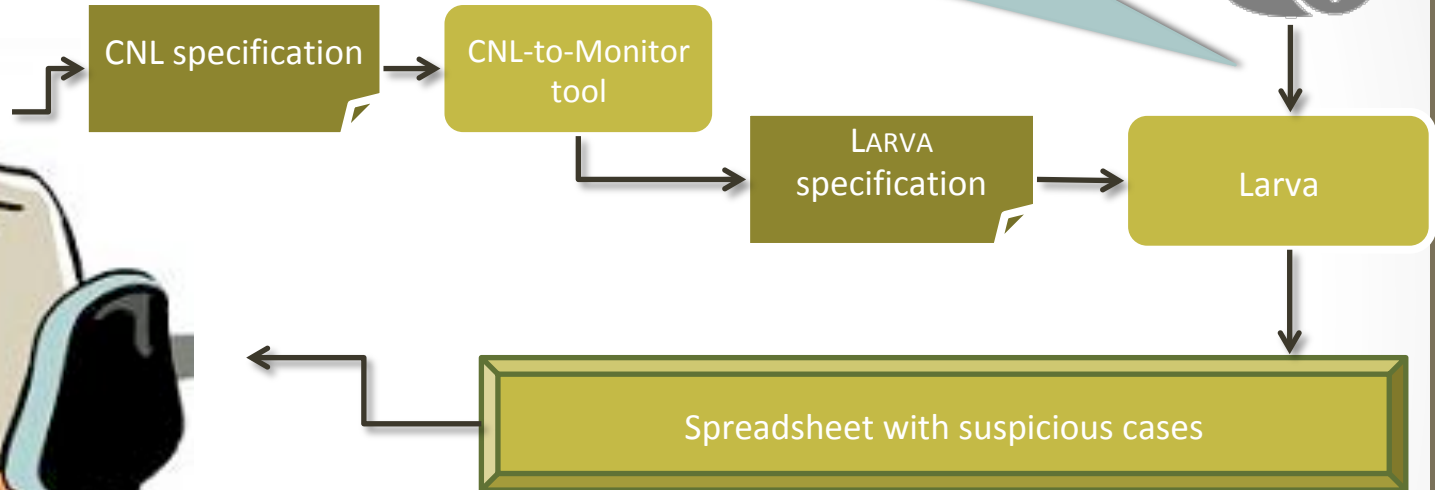 CNL specification
CNL-to-Monitor
tool
LARVA
specification
Larva
Spreadsheet with suspicious cases